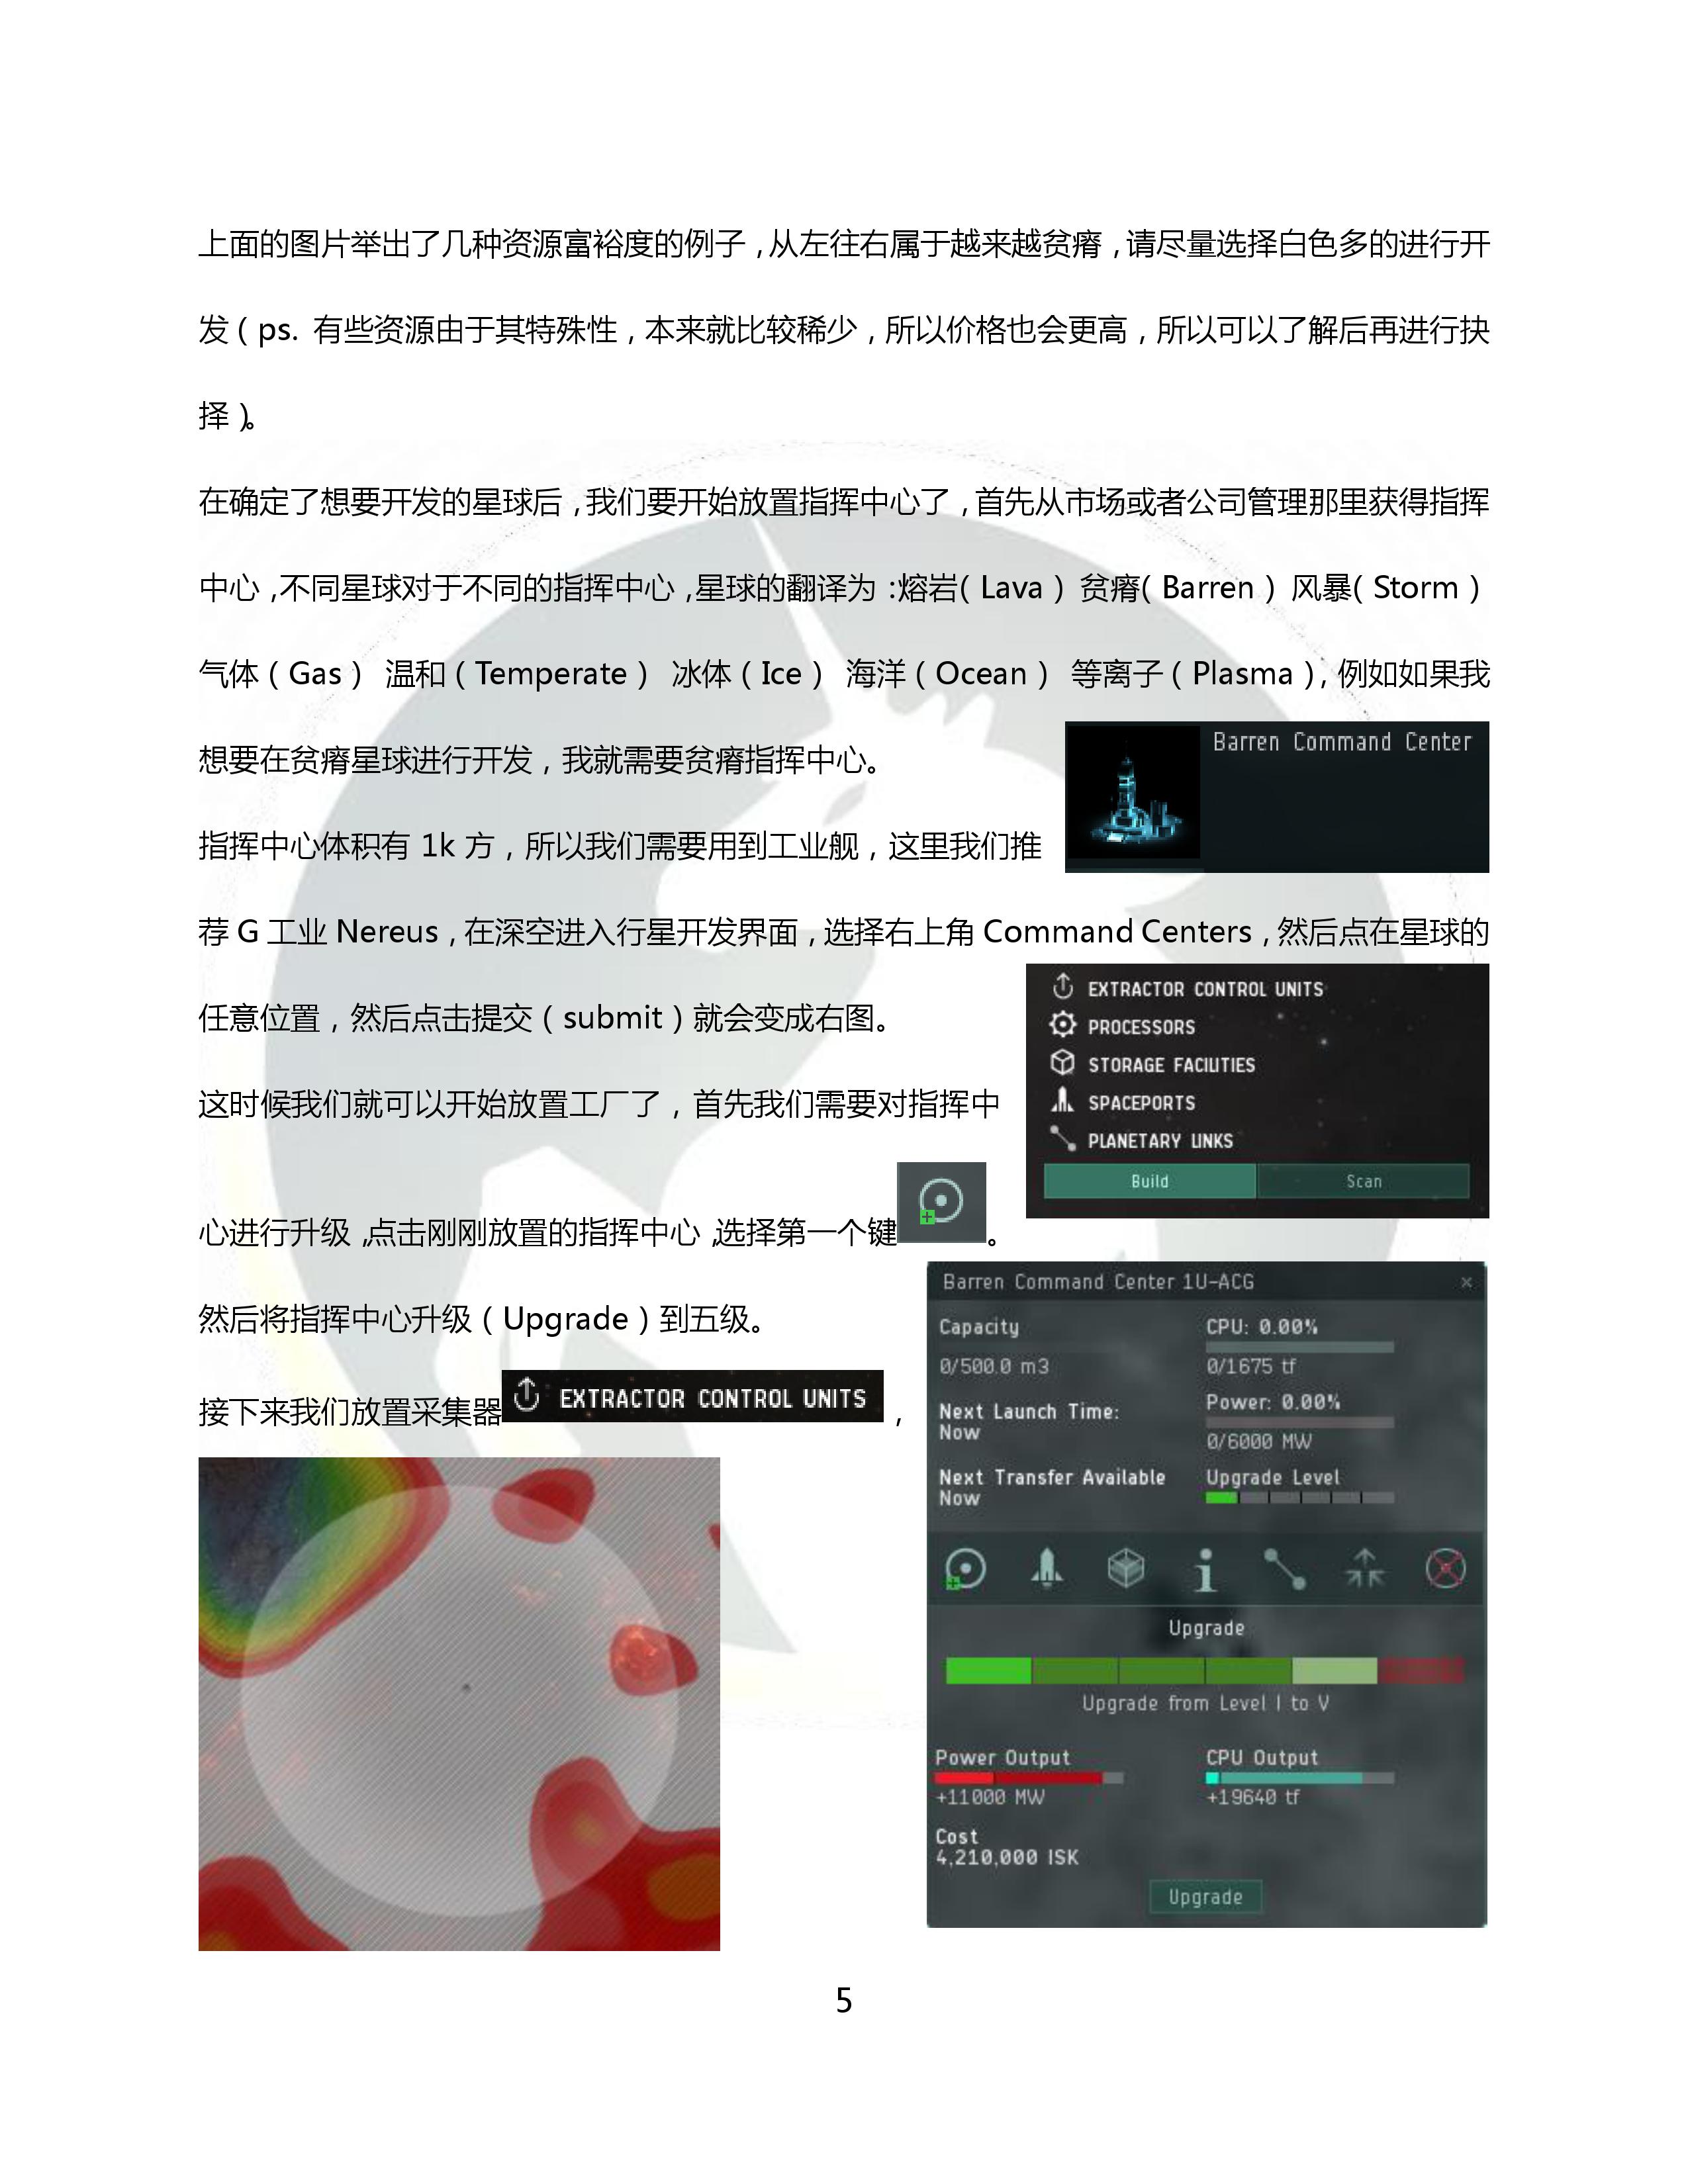 上面的图片举出了几种资源富裕度的例子，从左往右属于越来越贫瘠，请尽量选择白色多的进行开
发（ps. 有些资源由于其特殊性，本来就比较稀少，所以价格也会更高，所以可以了解后再进行抉
择）。
在确定了想要开发的星球后，我们要开始放置指挥中心了，首先从市场或者公司管理那里获得指挥
中心，不同星球对于不同的指挥中心，星球的翻译为：熔岩（Lava）贫瘠（Barren）风暴（Storm）
气体（Gas） 温和（Temperate） 冰体（Ice） 海洋（Ocean） 等离子（Plasma），例如如果我
想要在贫瘠星球进行开发，我就需要贫瘠指挥中心。
Barren Command Center
指挥中心体积有 1k 方，所以我们需要用到工业舰，这里我们推
荐 G 工业 Nereus，在深空进入行星开发界面，选择右上角 Command Centers，然后点在星球的
任意位置，然后点击提交（submit）就会变成右图。
EXTRACTOR CONTROL UNITS
PROCESSORS
STORAGE FACILITIES
SPACEPORTS
PLANETARY LINKS
Build Scan
这时候我们就可以开始放置工厂了，首先我们需要对指挥中
心进行升级，点击刚刚放置的指挥中心，选择第一个键。
然后将指挥中心升级（Upgrade）到五级。
接下来我们放置采集器 EXTRACTOR CONTROL UNITS，
Barren Command Center 1U-ACG ×
Capacity
0/500.0 m3
CPU: 0.00%
0/1675 tf
Next Launch Time:
Now
Power: 0.00%
0/6000 MW
Next Transfer Available
Now
Upgrade Level
Upgrade
Upgrade from Level I to V
Power Output
+11000 MW
CPU Output
+19640 tf
Cost
4,210,000 ISK
Upgrade
5